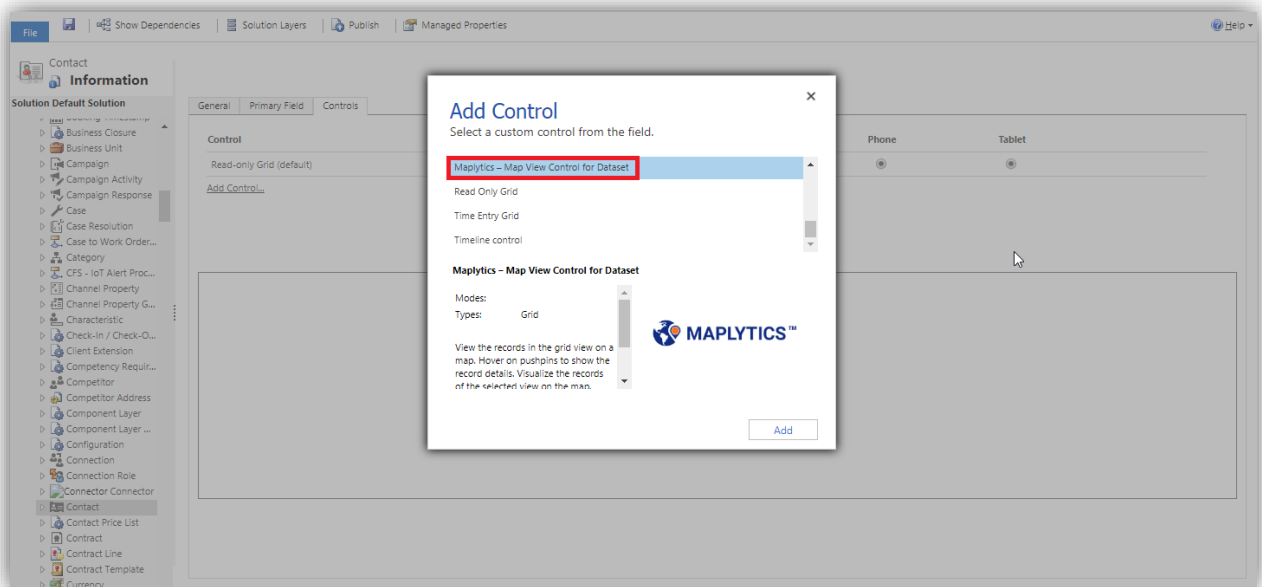 File
Show Dependencies
Solution Layers
Publish
Managed Properties
Help
Contact
Information
Solution Default Solution
Business Closure
Business Unit
Campaign
Campaign Activity
Campaign Response
Case
Case Resolution
Case to Work Order...
Category
CFS - IoT Alert Proc...
Channel Property
Channel Property G...
Characteristic
Check-In / Check-O...
Client Extension
Competency Requir...
Competitor
Competitor Address
Component Layer
Component Layer ...
Configuration
Connection
Connection Role
Connector Connector
Contact
Contact Price List
Contract
Contract Line
Contract Template
Currency
General
Primary Field
Controls
Control
Phone
Tablet
Read-only Grid (default)
Add Control...
Add Control
Select a custom control from the field.
Maplytics – Map View Control for Dataset
Read Only Grid
Time Entry Grid
Timeline control
Maplytics – Map View Control for Dataset
Modes:
Types: Grid
View the records in the grid view on a
map. Hover on pushpins to show the
record details. Visualize the records
of the selected view on the map.
MAPLYTICS™
Add